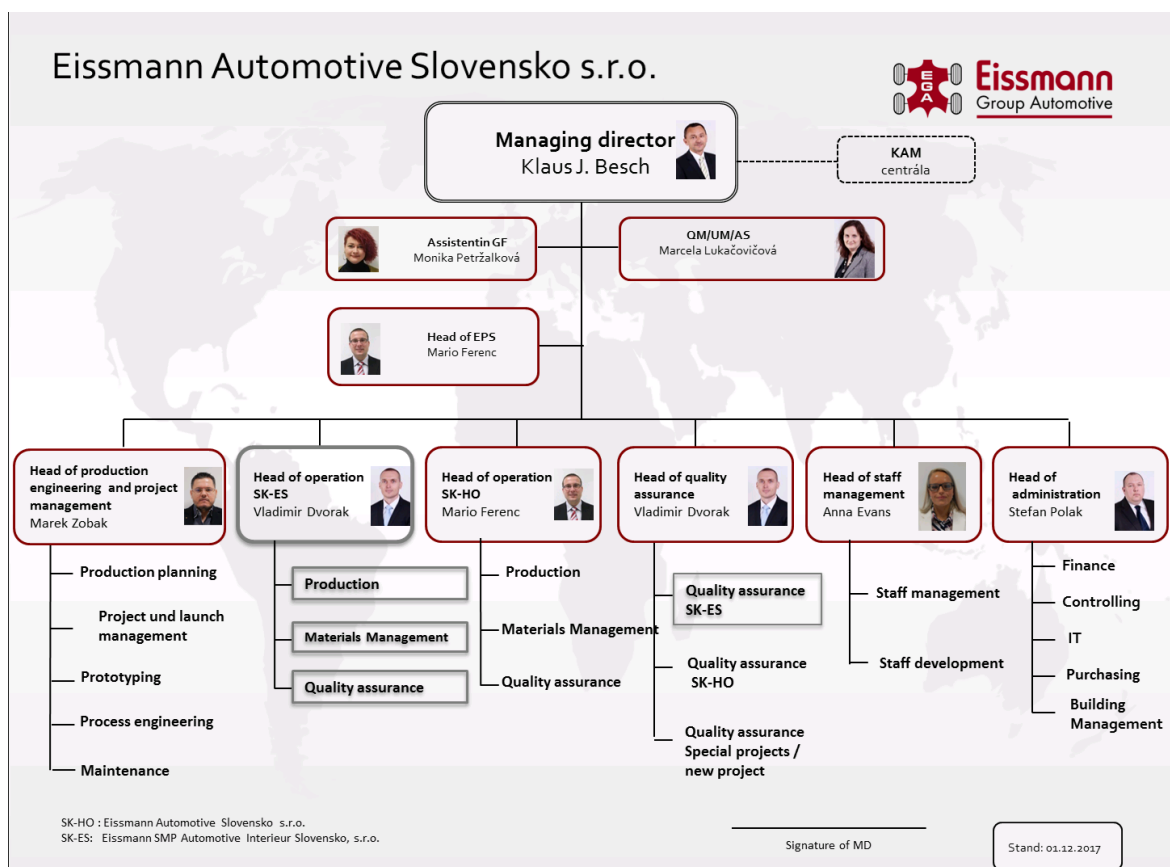 Eissmann Automotive Slovensko s.r.o.
EGA
Eissmann
Group Automotive
Managing director
Klaus J. Besch
KAM
centrála
Assistentin GF
Monika Petržalková
QM/UM/AS
Marcela Lukačovičová
Head of EPS
Mario Ferenc
Head of production
engineering and project
management
Marek Zobak
Head of operation
SK-ES
Vladimir Dvorak
Head of operation
SK-HO
Mario Ferenc
Head of quality
assurance
Vladimir Dvorak
Head of staff
management
Anna Evans
Head of
administration
Stefan Polak
Production planning
Project und launch
management
Prototyping
Process engineering
Maintenance
Production
Materials Management
Quality assurance
Production
Materials Management
Quality assurance
Quality assurance
SK-ES
Quality assurance
SK-HO
Quality assurance
Special projects /
new project
Staff management
Staff development
Finance
Controlling
IT
Purchasing
Building
Management
SK-HO : Eissmann Automotive Slovensko s.r.o.
SK-ES: Eissmann SMP Automotive Interieur Slovensko, s.r.o.
Signature of MD
Stand: 01.12.2017